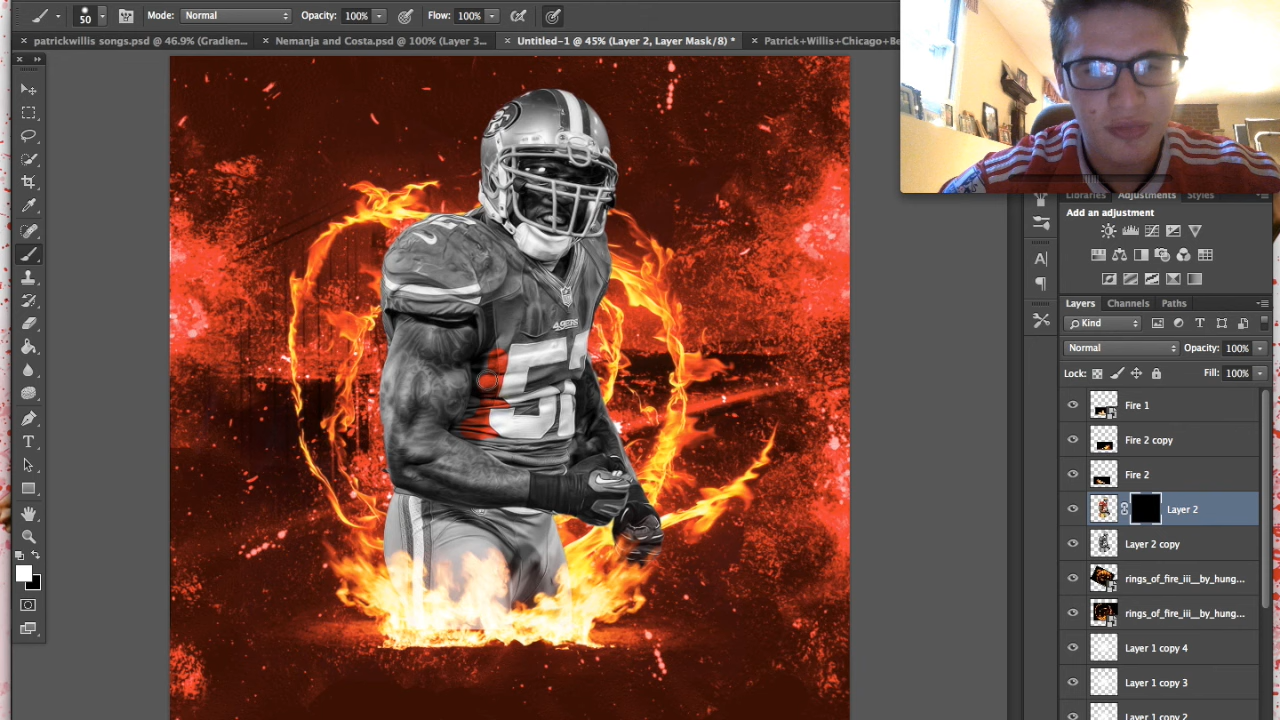 50
Mode: Normal
Opacity: 100%
Flow: 100%
patrickwillis songs.psd @ 46.9% (Gradien...
Nemanja and Costa.psd @ 100% (Layer 3...
Untitled-1 @ 45% (Layer 2, Layer Mask/8) *
Patrick+Willis+Chicago+Be
49ERS
52
Libraries
Adjustments
Styles
Add an adjustment
Layers
Channels
Paths
Kind
Normal
Opacity: 100%
Lock:
Fill: 100%
Fire 1
Fire 2 copy
Fire 2
Layer 2
Layer 2 copy
rings_of_fire_iii__by_hung...
rings_of_fire_iii__by_hung...
Layer 1 copy 4
Layer 1 copy 3
Layer 1 copy 2